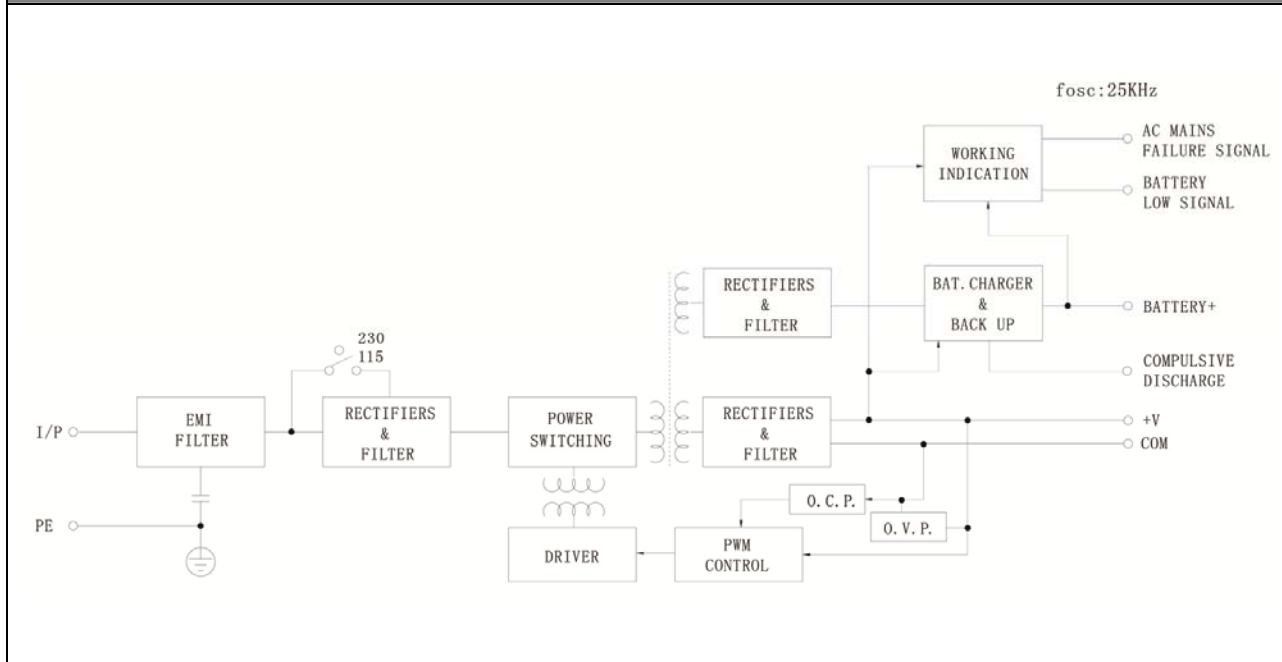 fosc:25KHz
WORKING
INDICATION
AC MAINS
FAILURE SIGNAL
BATTERY
LOW SIGNAL
RECTIFIERS
&
FILTER
BAT.CHARGER
&
BACK UP
BATTERY+
COMPULSIVE
DISCHARGE
230
115
I/P
EMI
FILTER
RECTIFIERS
&
FILTER
POWER
SWITCHING
RECTIFIERS
&
FILTER
+V
COM
PE
O.C.P.
O.V.P.
DRIVER
PWM
CONTROL